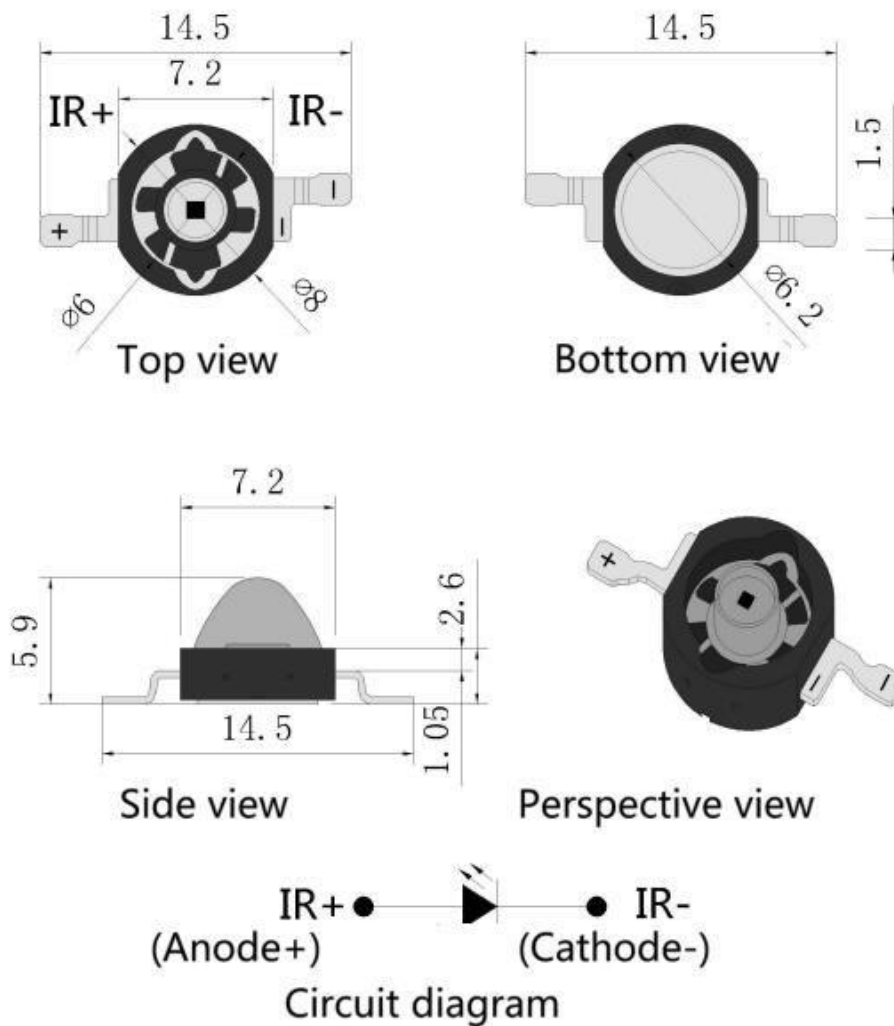 14.5
7.2
IR+
IR-
+
-
-
ø6
ø8
Top view
14.5
1.5
ø6.2
Bottom view
7.2
5.9
2.6
14.5
1.05
Side view
+
-
-
Perspective view
IR+
IR-
(Anode+)
(Cathode-)
Circuit diagram